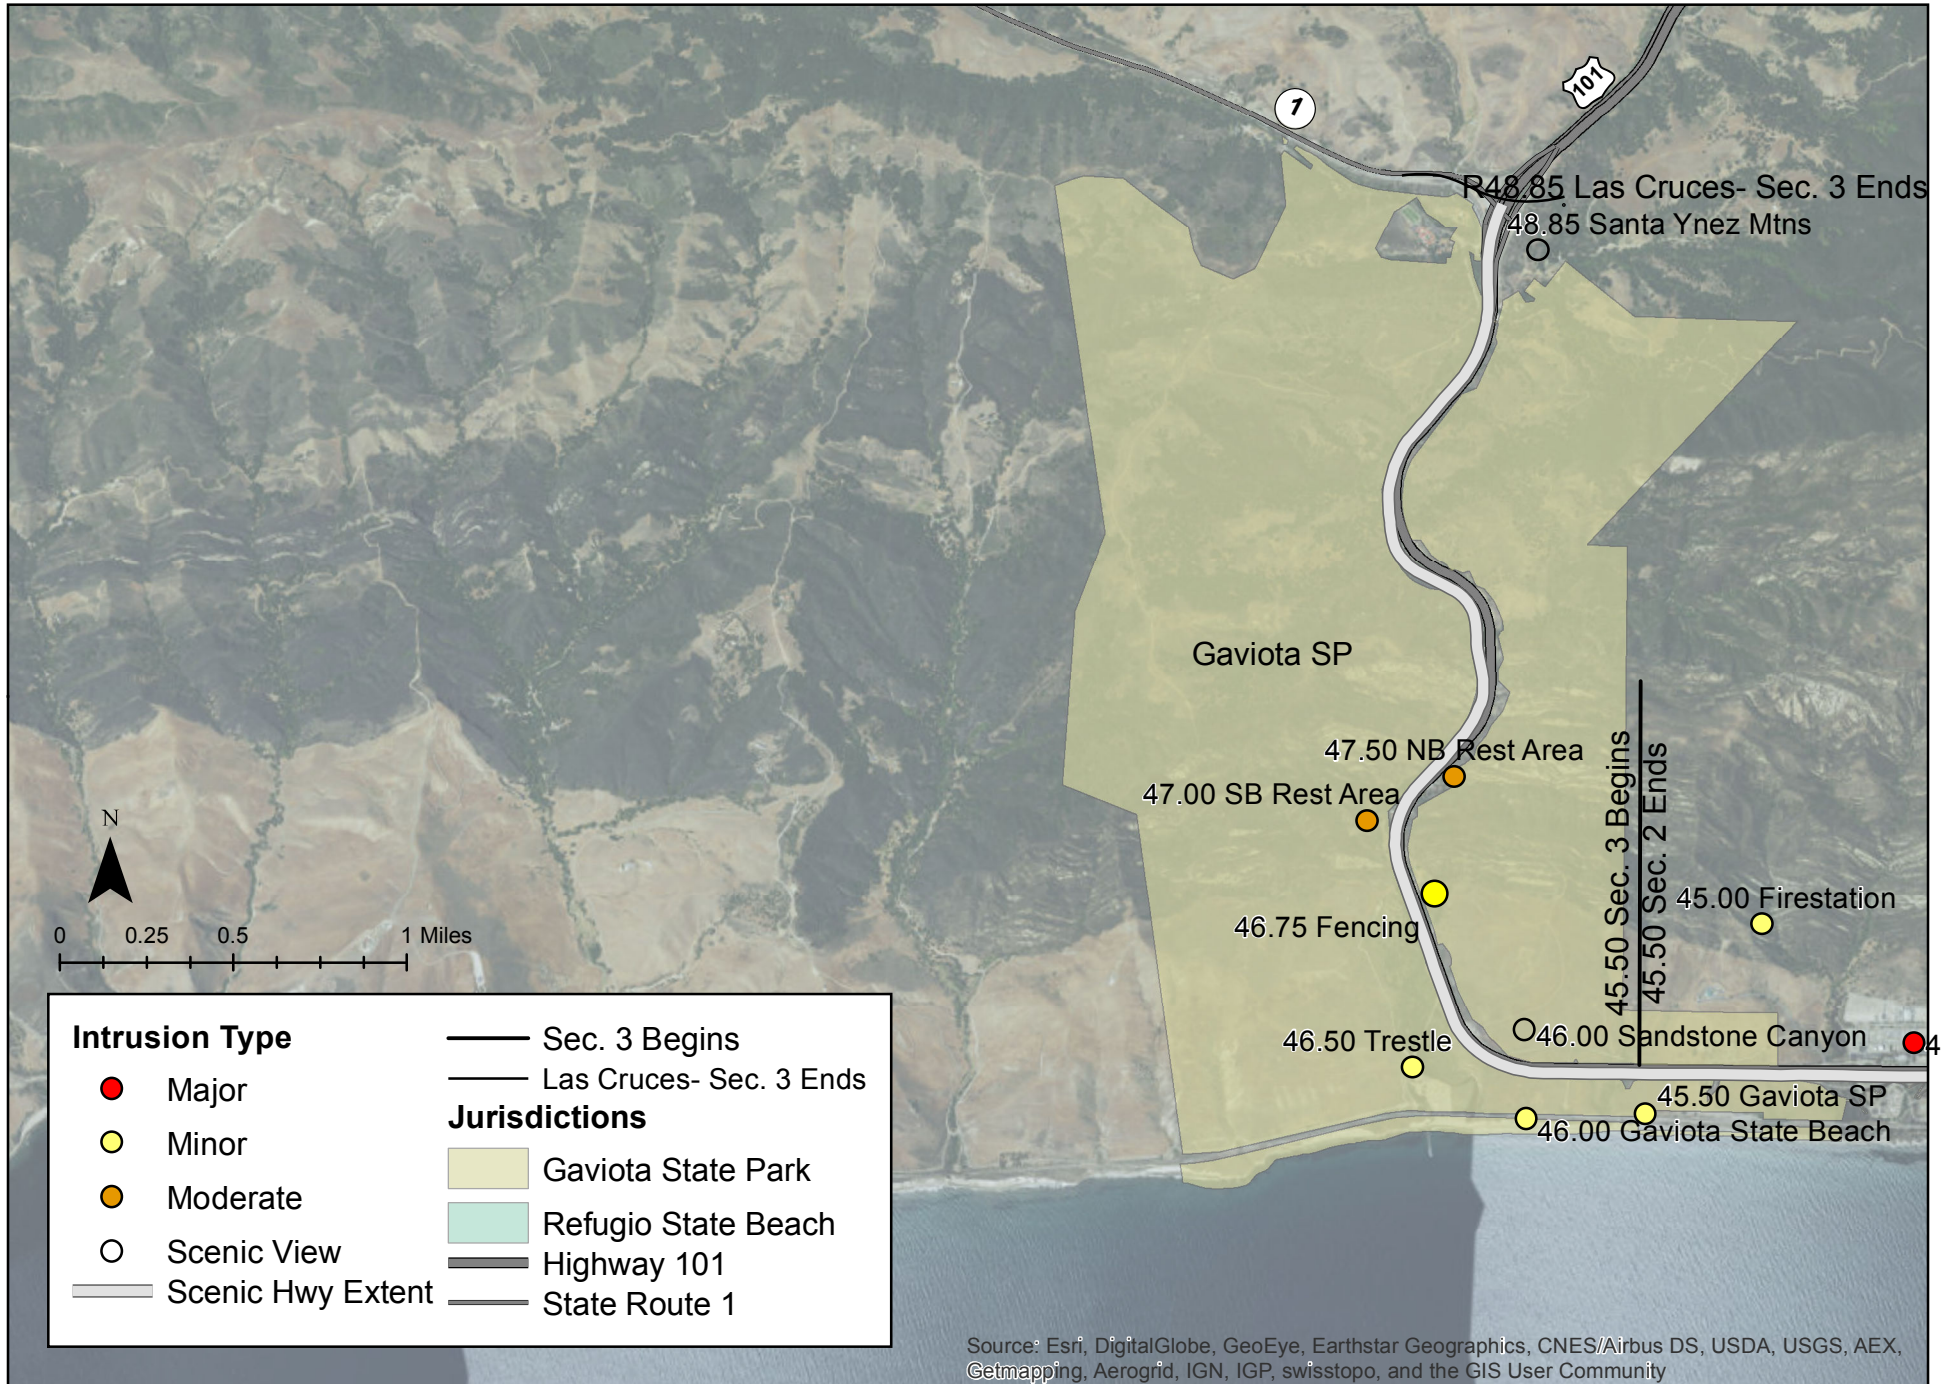 101
1
R48.85 Las Cruces- Sec. 3 Ends
48.85 Santa Ynez Mtns
Gaviota SP
47.50 NB Rest Area
47.00 SB Rest Area
45.50 Sec. 3 Begins
45.50 Sec. 2 Ends
45.00 Firestation
46.75 Fencing
46.00 Sandstone Canyon
46.50 Trestle
4
45.50 Gaviota SP
46.00 Gaviota State Beach
N
0 0.25 0.5 1 Miles
Intrusion Type
Major
Minor
Moderate
Scenic View
Scenic Hwy Extent
Sec. 3 Begins
Las Cruces- Sec. 3 Ends
Jurisdictions
Gaviota State Park
Refugio State Beach
Highway 101
State Route 1
Source: Esri, DigitalGlobe, GeoEye, Earthstar Geographics, CNES/Airbus DS, USDA, USGS, AEX,
Getmapping, Aerogrid, IGN, IGP, swisstopo, and the GIS User Community